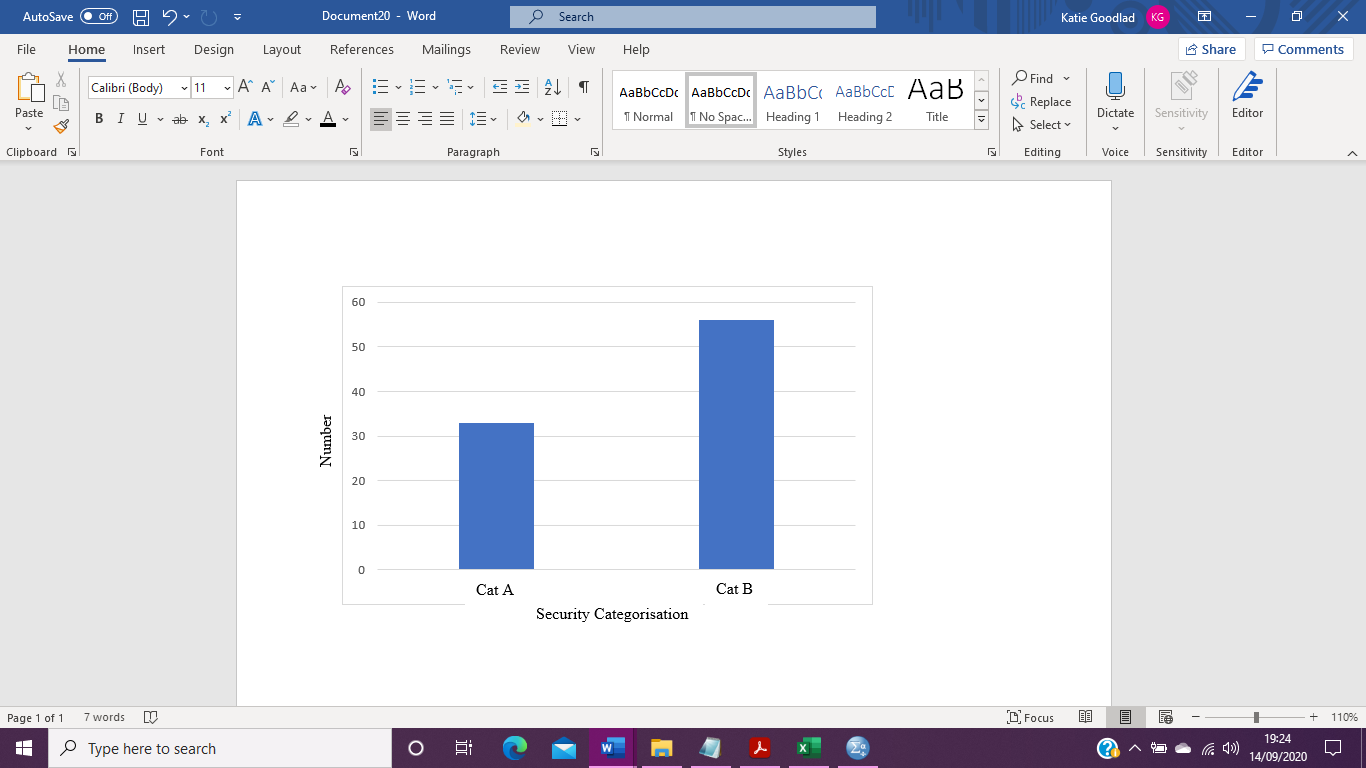 AutoSave Off Document20 - Word Search Katie Goodlad KG
File Home Insert Design Layout References Mailings Review View Help Share Comments
Paste
Clipboard
Calibri (Body) 11 A A Aa A
B I U ab x2 x2 A A
Font
Paragraph
AaBbCcDc AaBbCcDc AaBbCc AaBbCcD AaB
¶ Normal ¶ No Spac... Heading 1 Heading 2 Title
Styles
Find
Replace
Select
Editing
Dictate
Voice
Sensitivity
Sensitivity
Editor
Editor
60
50
40
30
20
10
0
Number
Cat A Cat B
Security Categorisation
Page 1 of 1 7 words Focus 110%
Type here to search 19:24
14/09/2020